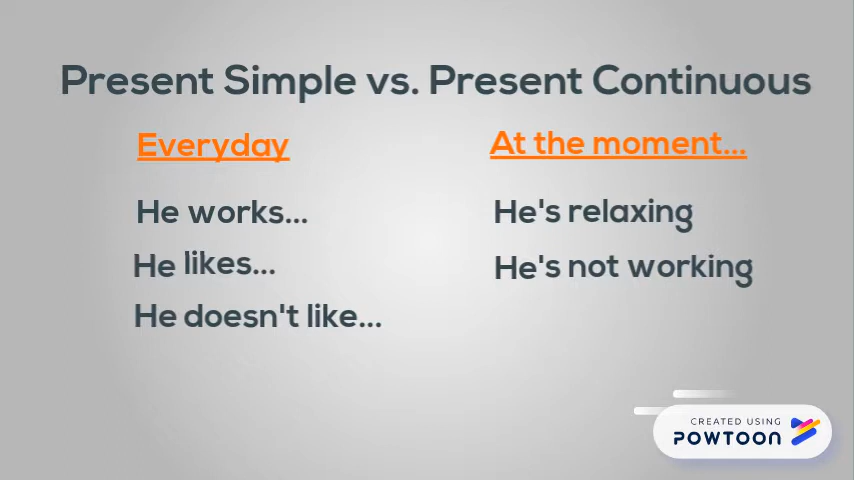 Present Simple vs. Present Continuous
Everyday
He works...
He likes...
He doesn't like...
At the moment...
He's relaxing
He's not working
CREATED USING
POWTOON